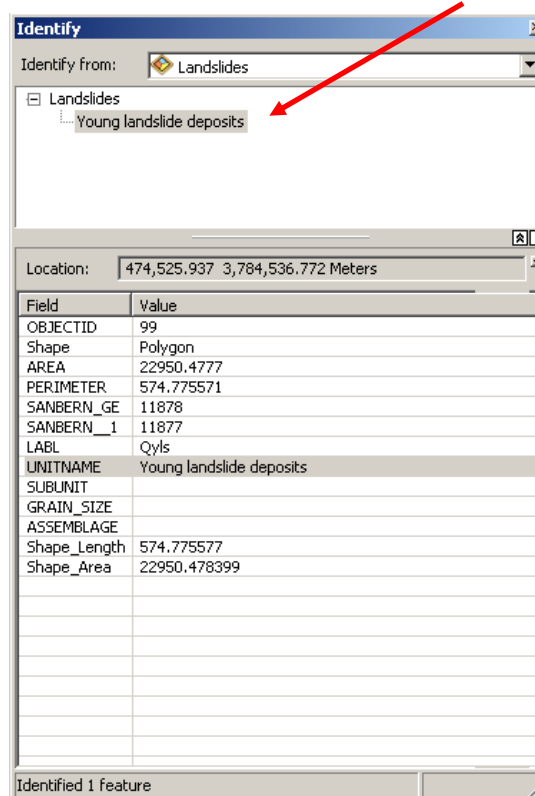 Identify
Identify from: Landslides
Landslides
Young landslide deposits
Location: 474,525.937 3,784,536.772 Meters
Field Value
OBJECTID 99
Shape Polygon
AREA 22950.4777
PERIMETER 574.775571
SANBERN_GE 11878
SANBERN__1 11877
LABL Qyls
UNITNAME Young landslide deposits
SUBUNIT
GRAIN_SIZE
ASSEMBLAGE
Shape_Length 574.775577
Shape_Area 22950.478399
Identified 1 feature